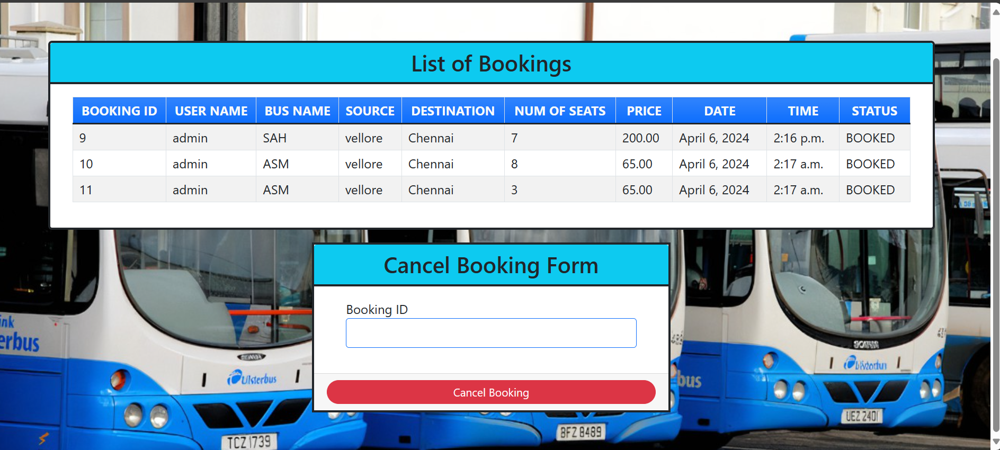 List of Bookings
BOOKING ID USER NAME BUS NAME SOURCE DESTINATION NUM OF SEATS PRICE DATE TIME STATUS
9 admin SAH vellore Chennai 7 200.00 April 6, 2024 2:16 p.m. BOOKED
10 admin ASM vellore Chennai 8 65.00 April 6, 2024 2:17 a.m. BOOKED
11 admin ASM vellore Chennai 3 65.00 April 6, 2024 2:17 a.m. BOOKED
Cancel Booking Form
Booking ID
Cancel Booking
ink
erbus
Ulsterbus
bus
TCZ 1739
BFZ 8489
UEZ 2401